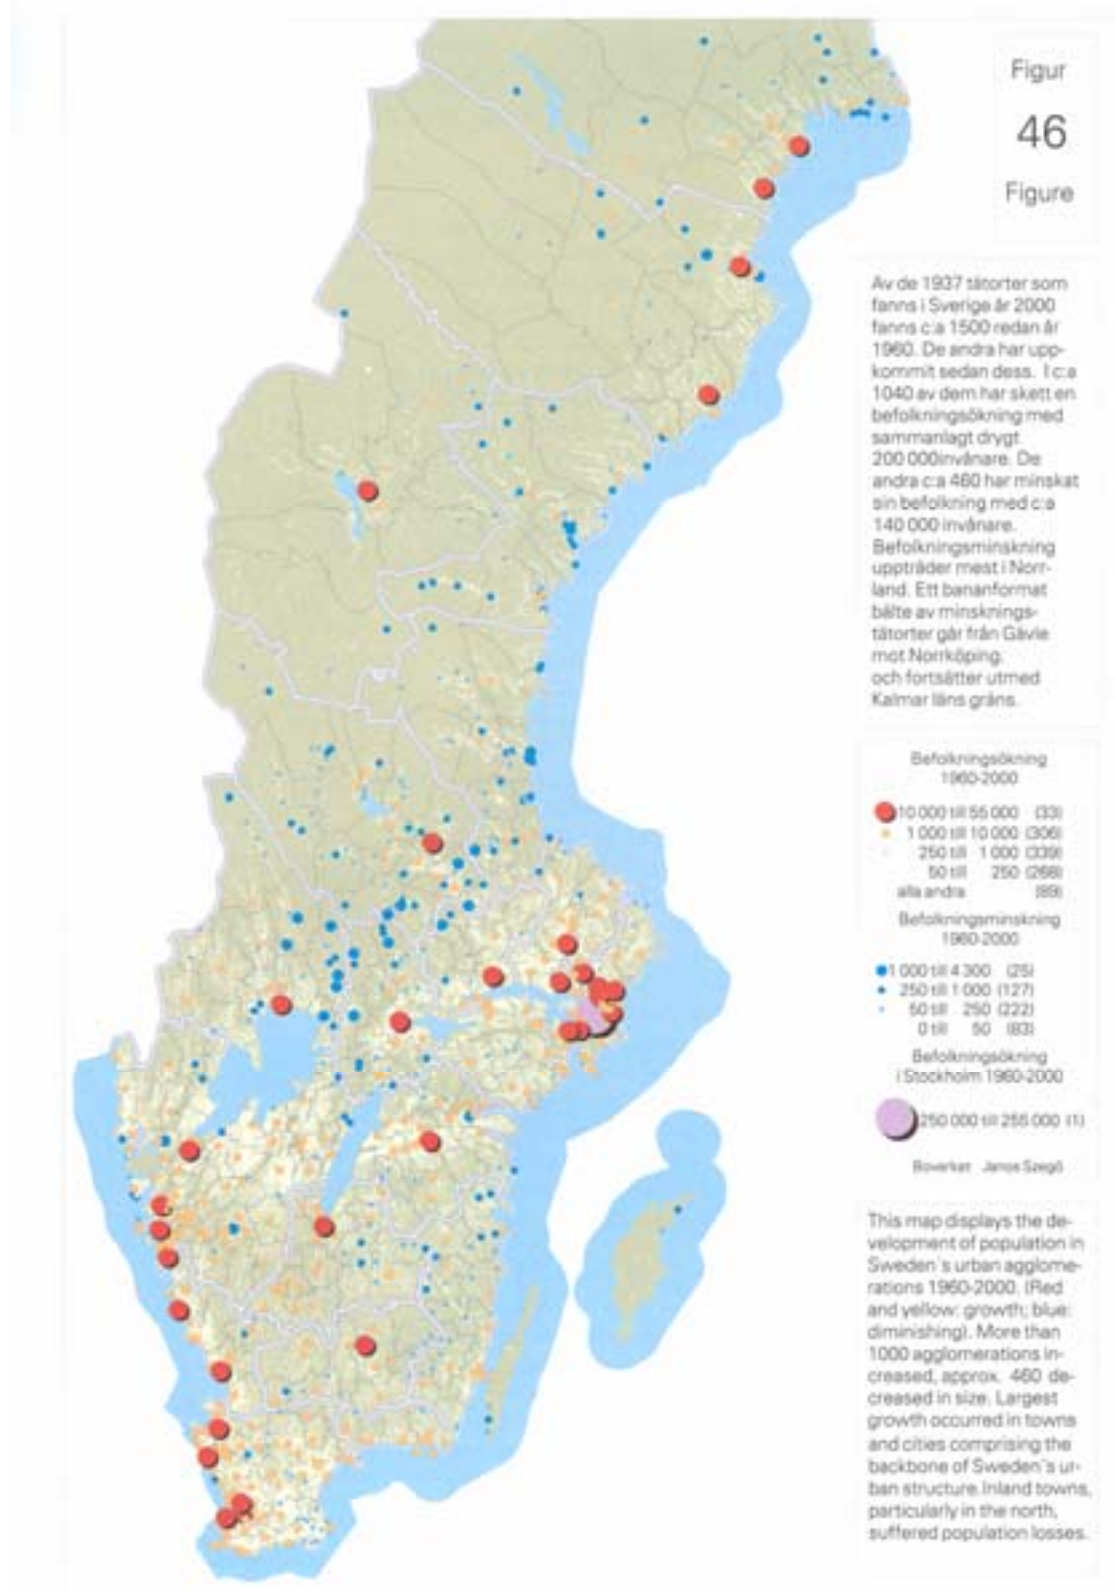 Figur
46
Figure
Av de 1937 tätorter som
fanns i Sverige år 2000
fanns c:a 1500 redan år
1960. De andra har upp-
kommit sedan dess. I c:a
1040 av dem har skett en
befolkningsökning med
sammanlagt drygt
200 000invånare. De
andra c:a 460 har minskat
sin befolkning med c:a
140 000 invånare.
Befolkningsminskning
uppträder mest i Norr-
land. Ett bananformat
bälte av minsknings-
tätorter går från Gävle
mot Norrköping.
och fortsätter utmed
Kalmar läns gräns.
Befolkningsökning
1960-2000
10 000 till 55 000 (33)
1 000 till 10 000 (306)
250 till 1 000 (339)
50 till 250 (268)
alla andra (89)
Befolkningsminskning
1960-2000
1 000 till 4 300 (25)
250 till 1 000 (127)
50 till 250 (222)
0 till 50 (83)
Befolkningsökning
i Stockholm 1960-2000
250 000 till 255 000 (1)
Boverket Janos Szegö
This map displays the de-
velopment of population in
Sweden´s urban agglome-
rations 1960-2000. (Red
and yellow: growth; blue:
diminishing). More than
1000 agglomerations in-
creased, approx. 460 de-
creased in size. Largest
growth occurred in towns
and cities comprising the
backbone of Sweden´s ur-
ban structure.Inland towns,
particularly in the north,
suffered population losses.